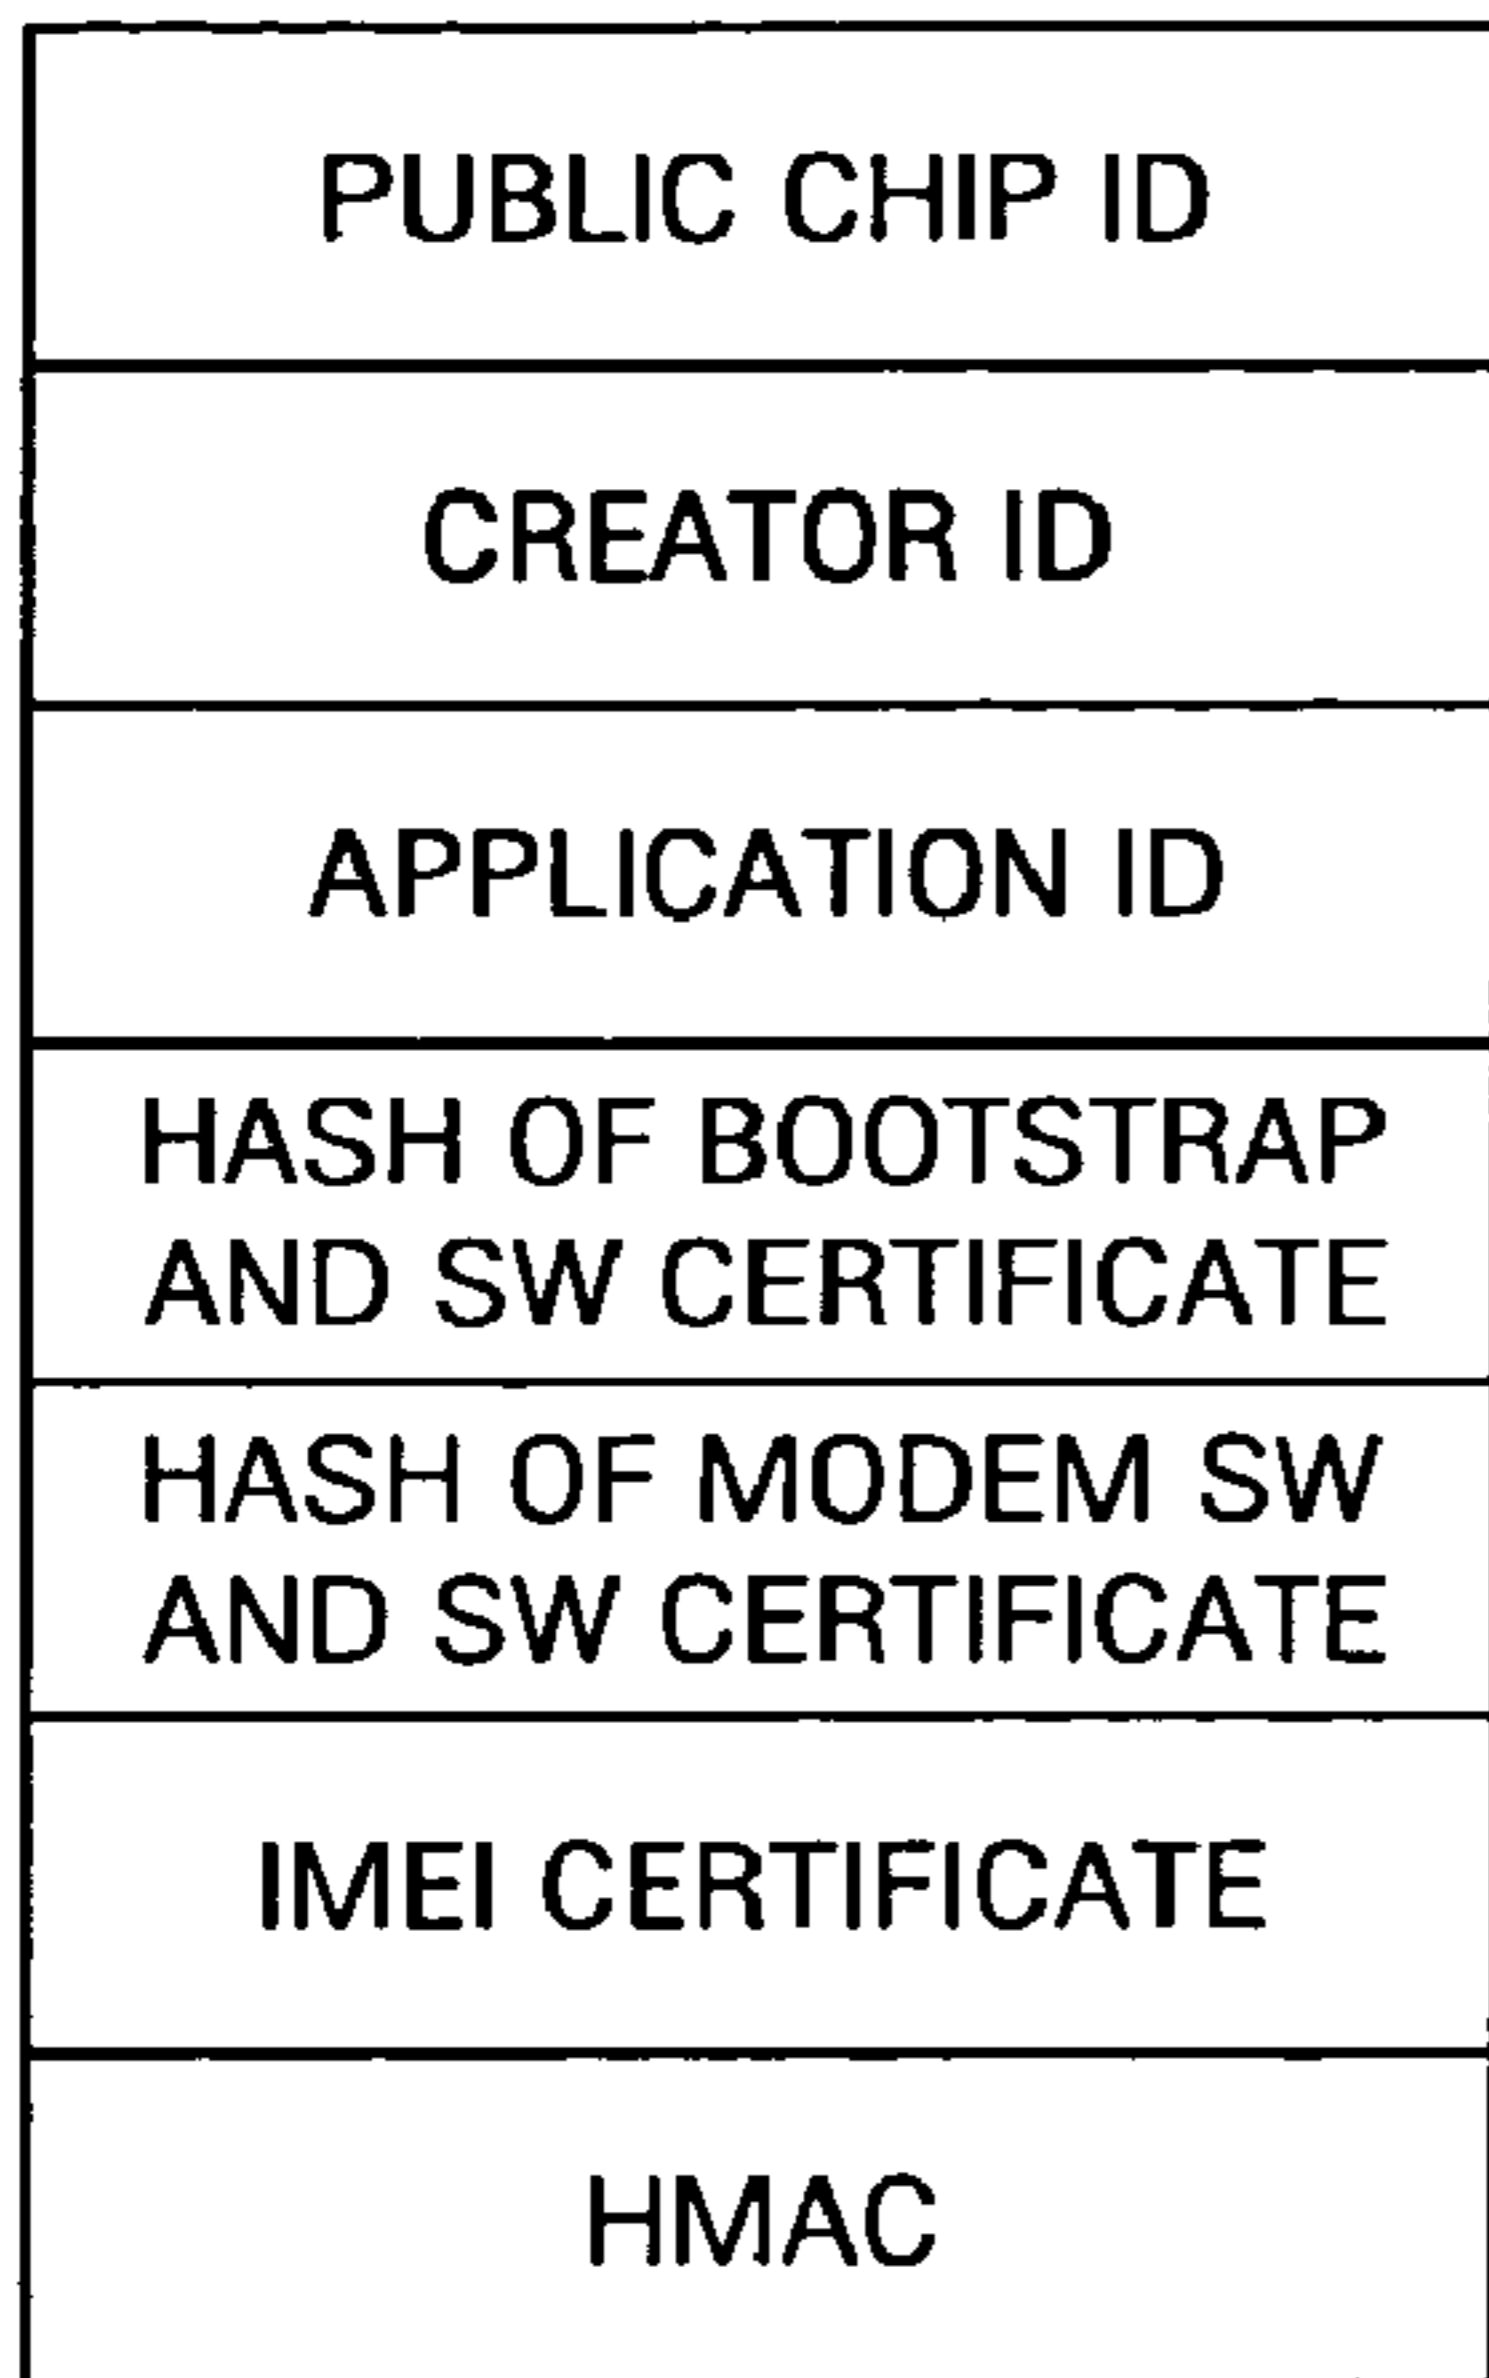 PUBLIC CHIP ID
CREATOR ID
APPLICATION ID
HASH OF BOOTSTRAP
AND SW CERTIFICATE
HASH OF MODEM SW
AND SW CERTIFICATE
IMEI CERTIFICATE
HMAC